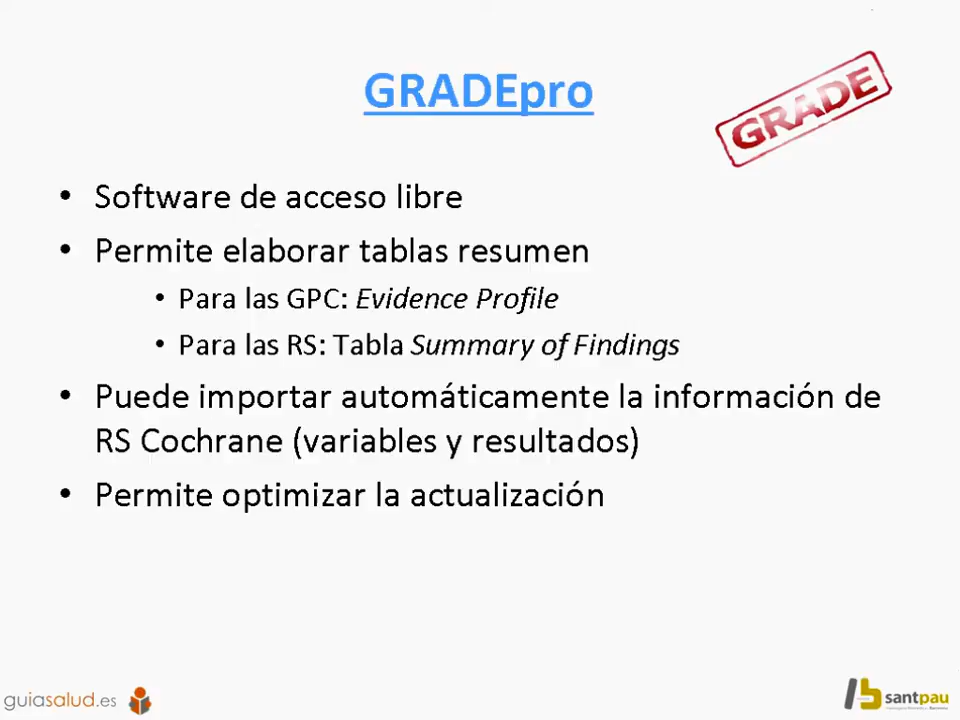 GRADEpro
GRADE
• Software de acceso libre
• Permite elaborar tablas resumen
• Para las GPC: Evidence Profile
• Para las RS: Tabla Summary of Findings
• Puede importar automáticamente la información de
RS Cochrane (variables y resultados)
• Permite optimizar la actualización
guiasalud.es
santpau